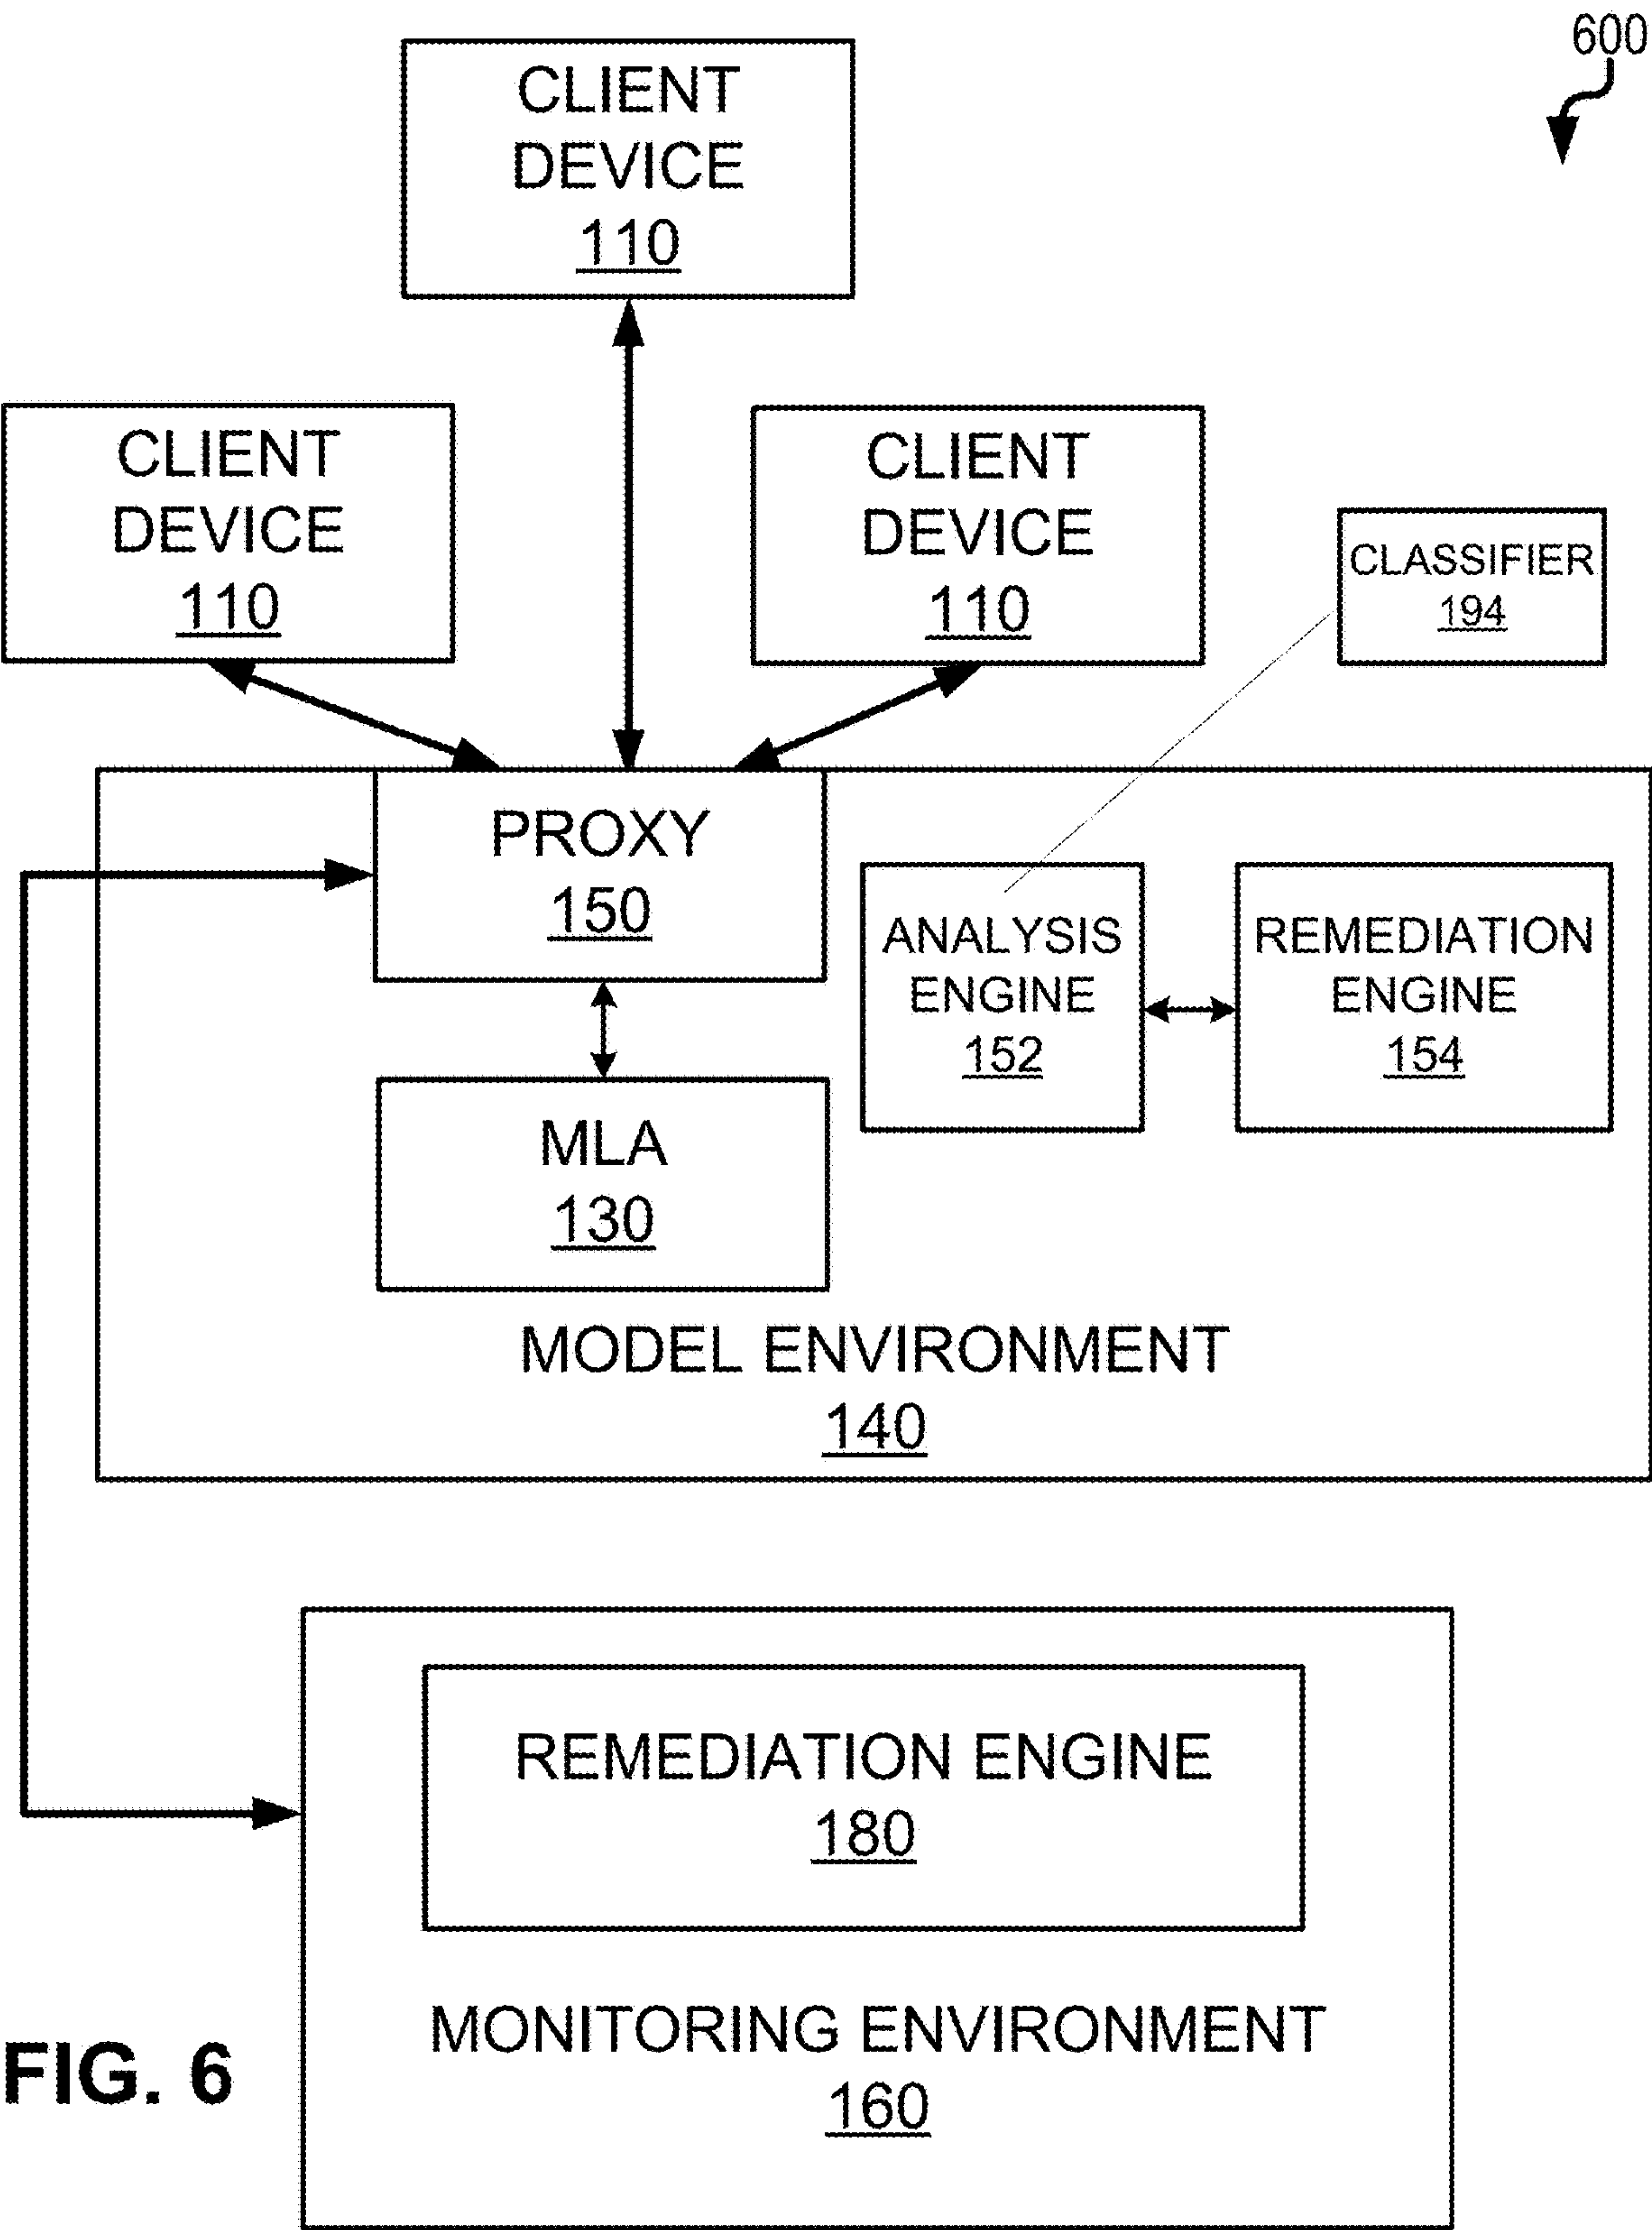 600
CLIENT
DEVICE
110
CLIENT
DEVICE
110
CLIENT
DEVICE
110
CLASSIFIER
194
PROXY
150
ANALYSIS
ENGINE
152
REMEDIATION
ENGINE
154
MLA
130
MODEL ENVIRONMENT
140
REMEDIATION ENGINE
180
MONITORING ENVIRONMENT
160
FIG. 6